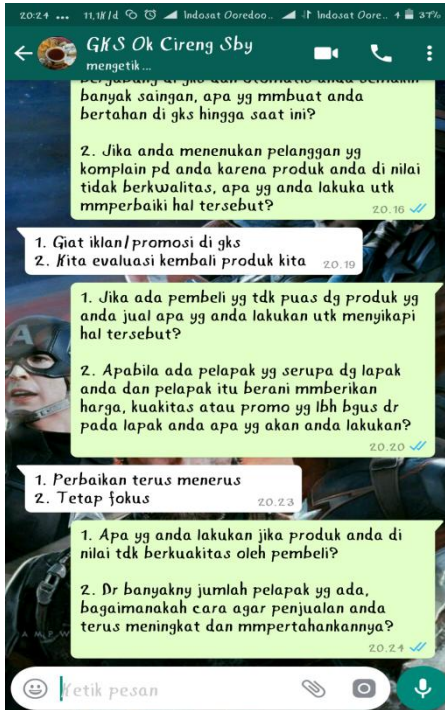 20:24 ... 11,1K/d Indosat Ooredoo.. Indosat Oore.. 37%
GKS Ok Cireng Sby
mengetik...
banyak saingan, apa yg mmbuat anda
bertahan di gks hingga saat ini?
2. Jika anda menenukan pelanggan yg
komplain pd anda karena produk anda di nilai
tidak berkwalitas, apa yg anda lakuka utk
mmperbaiki hal tersebut?
20.16
1. Giat iklan/promosi di gks
2. Kita evaluasi kembali produk kita
20.19
1. Jika ada pembeli yg tdk puas dg produk yg
anda jual apa yg anda lakukan utk menyikapi
hal tersebut?
2. Apabila ada pelapak yg serupa dg lapak
anda dan pelapak itu berani mmberikan
harga, kuakitas atau promo yg lbh bgus dr
pada lapak anda apa yg akan anda lakukan?
20.20
1. Perbaikan terus menerus
2. Tetap fokus
20.23
1. Apa yg anda lakukan jika produk anda di
nilai tdk berkuakitas oleh pembeli?
2. Dr banyakny jumlah pelapak yg ada,
bagaimanakah cara agar penjualan anda
terus meningkat dan mmpertahankannya?
20.24
Ketik pesan